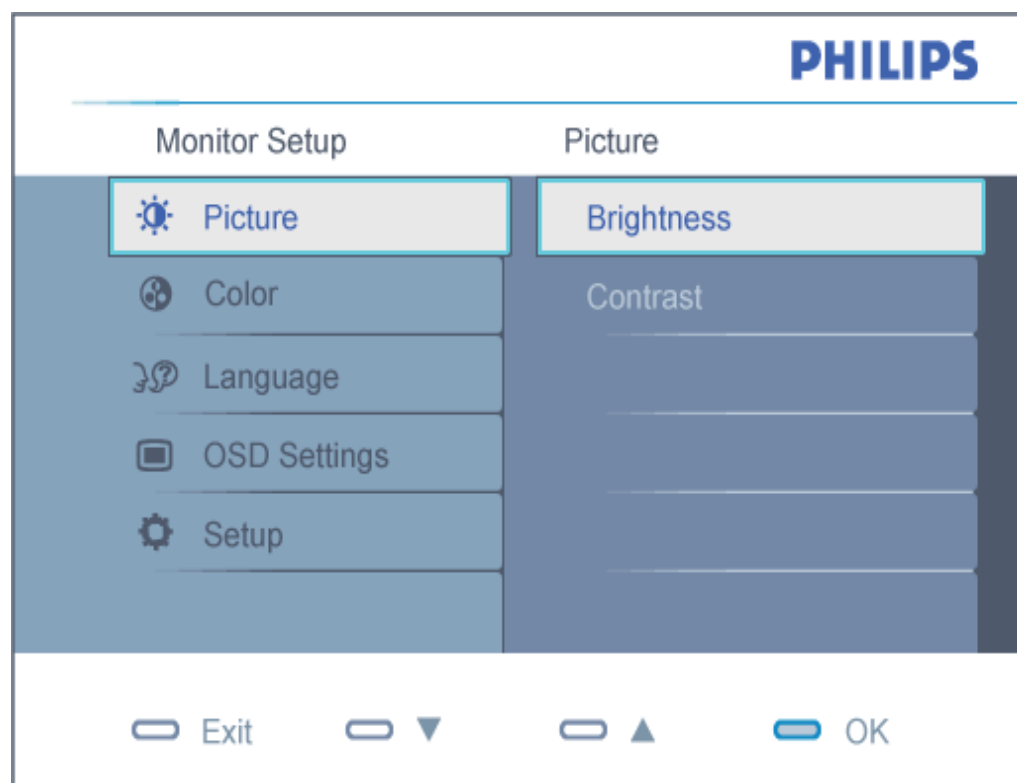 PHILIPS
Monitor Setup Picture
Picture Brightness
Color Contrast
Language
OSD Settings
Setup
Exit ▼ ▲ OK